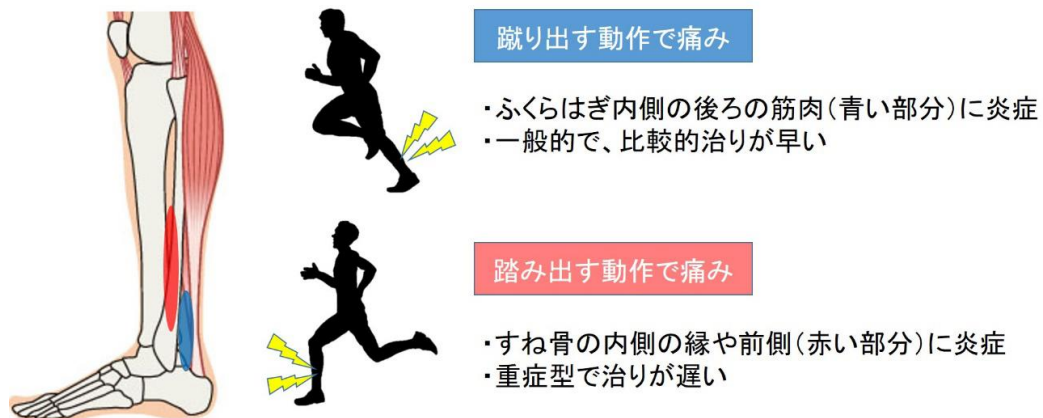 蹴り出す動作で痛み
・ふくらはぎ内側の後ろの筋肉(青い部分)に炎症
・一般的で、比較的治りが早い
踏み出す動作で痛み
・すね骨の内側の縁や前側(赤い部分)に炎症
・重症型で治りが遅い